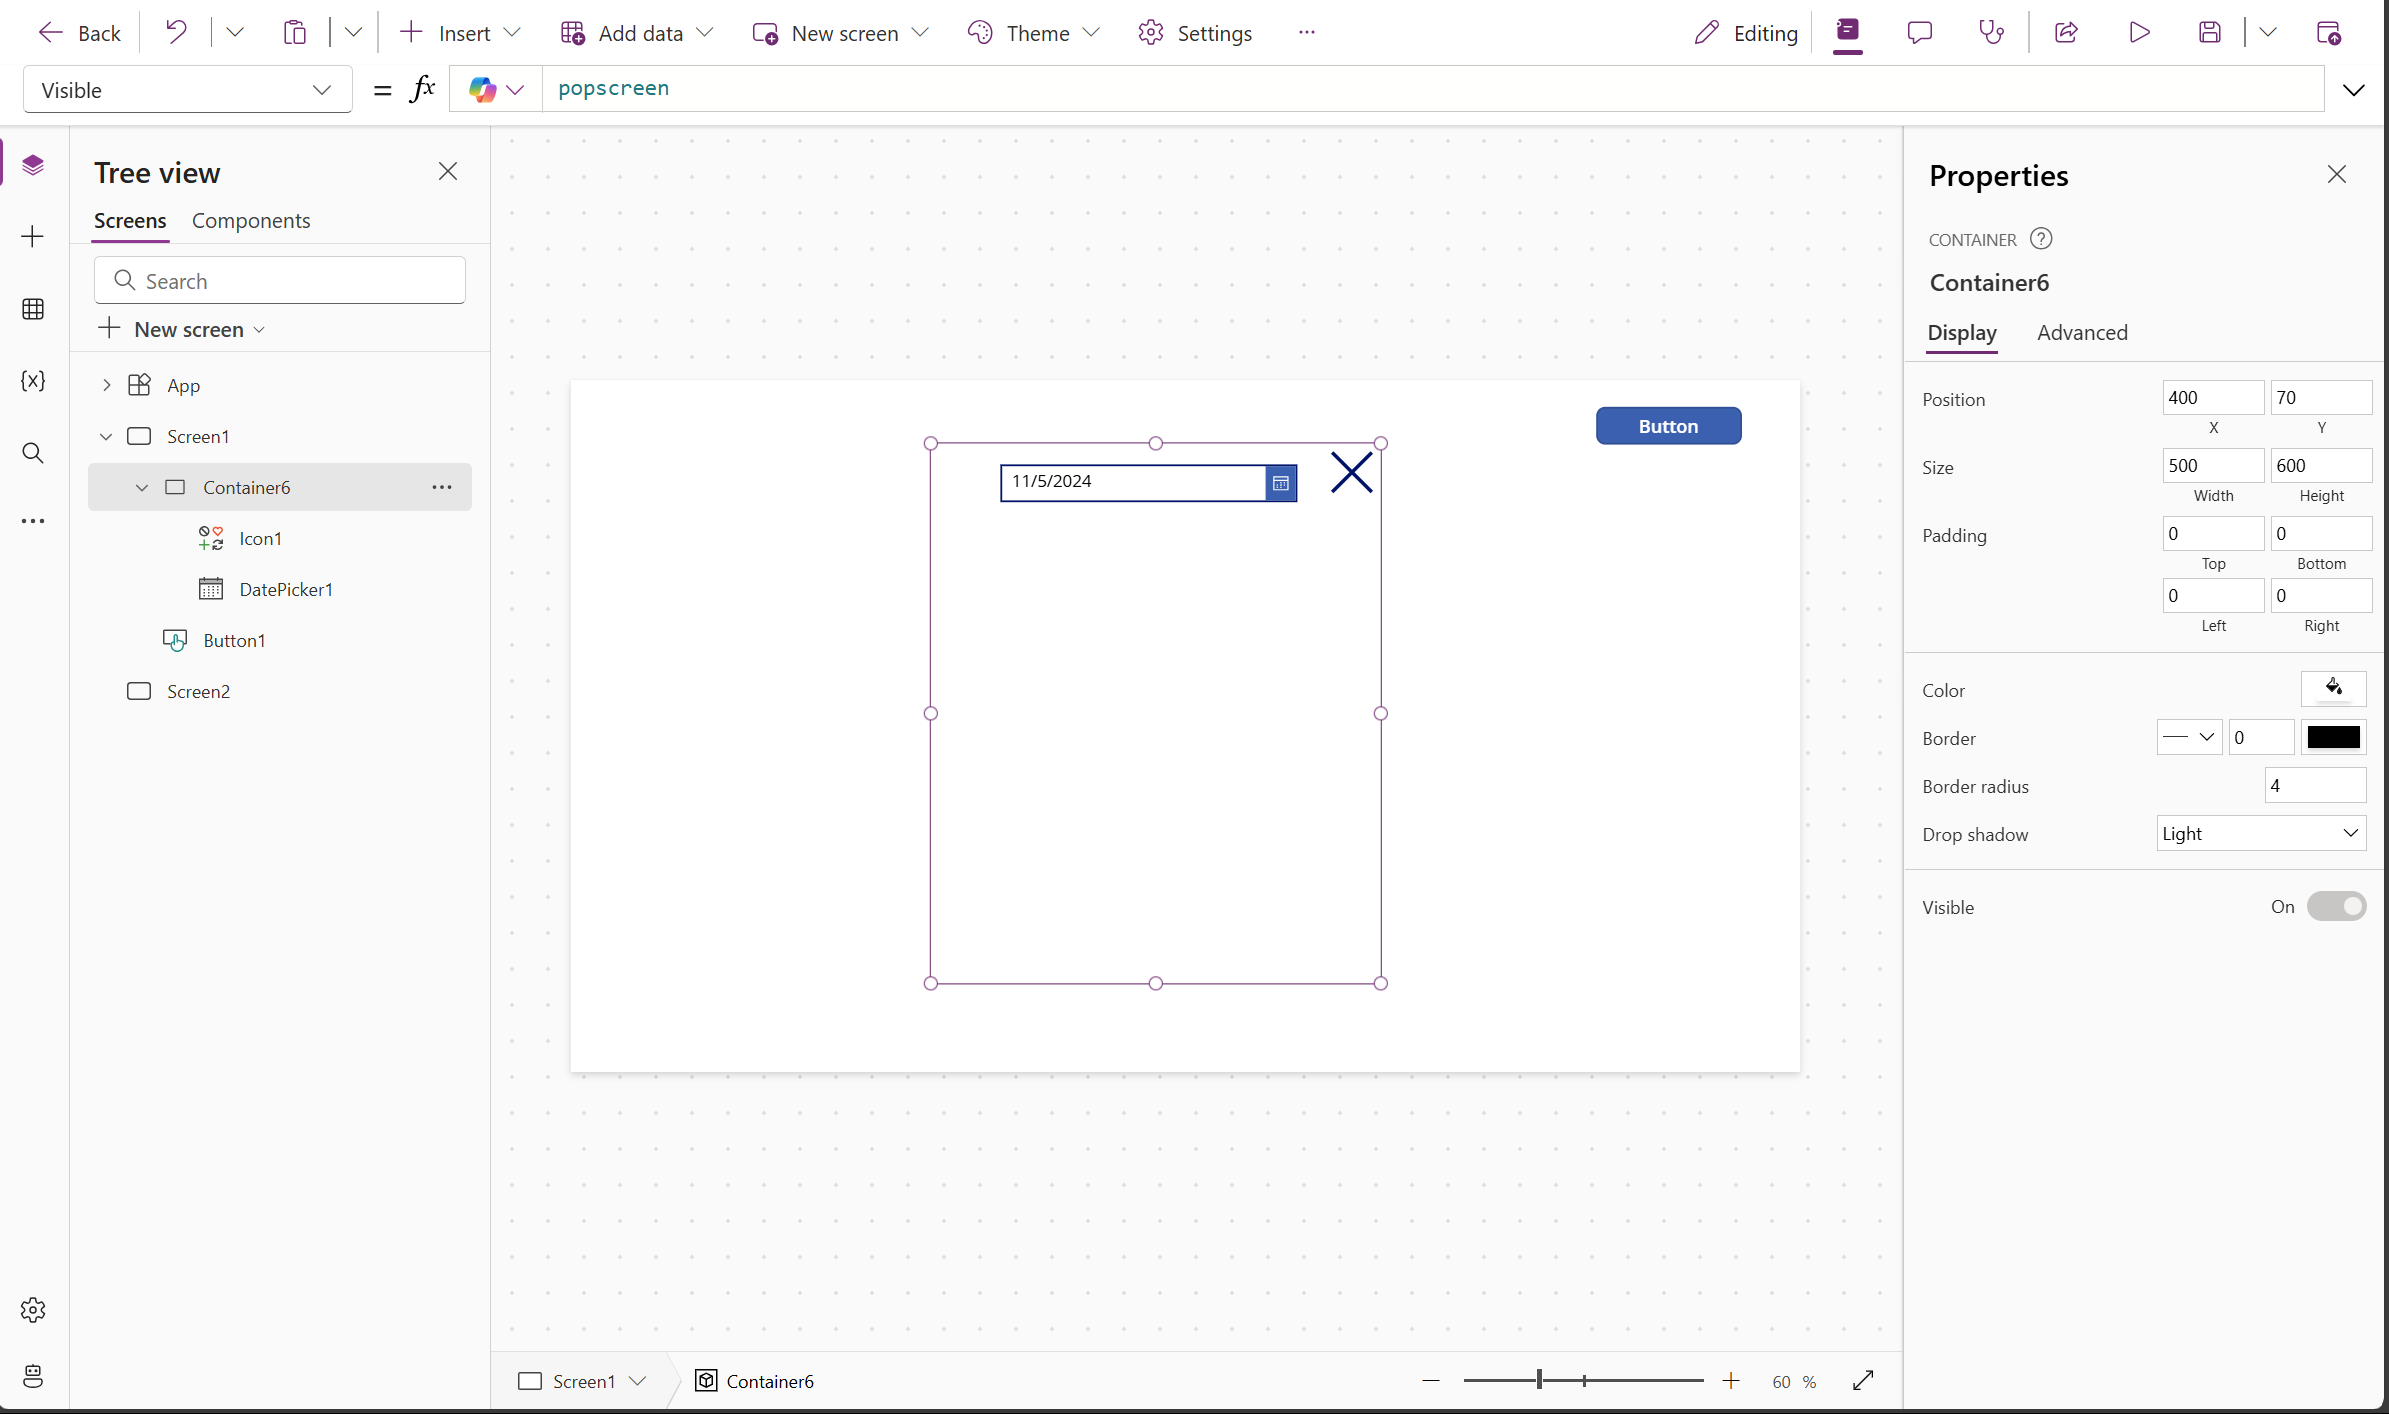 Back
Insert
Add data
New screen
Theme
Settings
Editing
Visible
= fx
popscreen
Tree view
Screens Components
Search
New screen
App
Screen1
Container6
Icon1
DatePicker1
Button1
Screen2
Button
11/5/2024
Screen1
Container6
60 %
Properties
CONTAINER ?
Container6
Display Advanced
Position 400 70
X Y
Size 500 600
Width Height
Padding 0 0
Top Bottom
0 0
Left Right
Color
Border 0
Border radius 4
Drop shadow Light
Visible On